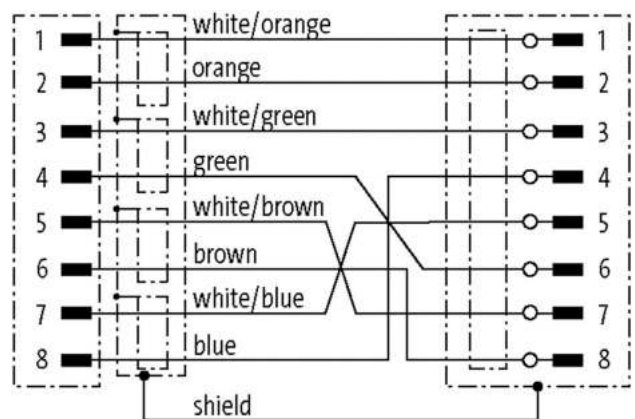 1 white/orange 1
2 orange 2
3 white/green 3
4 green 4
5 white/brown 5
6 brown 6
7 white/blue 7
8 blue 8
shield